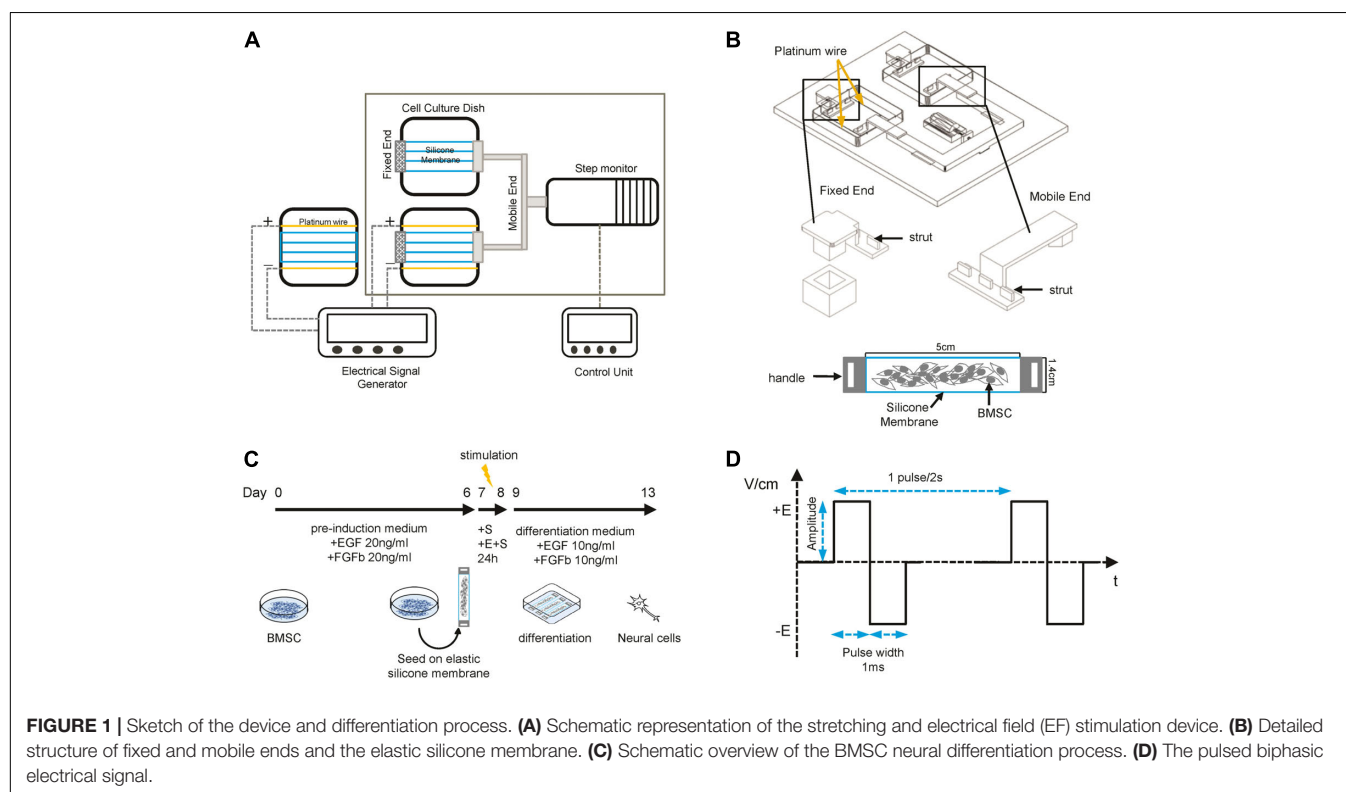 A
Cell Culture Dish
Fixed End
Silicone
Membrane
Mobile End
Step monitor
+
Platinum wire
−
+
−
Electrical Signal
Generator
Control Unit
B
Platinum wire
Fixed End
Mobile End
strut
strut
5cm
1.4cm
handle
Silicone
Membrane
BMSC
C
stimulation
Day 0 6 7 8 9 13
pre-induction medium
+EGF 20ng/ml
+FGFb 20ng/ml
+S
+E+S
24h
differentiation medium
+EGF 10ng/ml
+FGFb 10ng/ml
BMSC
Seed on elastic
silicone membrane
differentiation
Neural cells
D
V/cm
1 pulse/2s
+E
Amplitude
t
-E
Pulse width
1ms
FIGURE 1 | Sketch of the device and differentiation process. (A) Schematic representation of the stretching and electrical field (EF) stimulation device. (B) Detailed
structure of fixed and mobile ends and the elastic silicone membrane. (C) Schematic overview of the BMSC neural differentiation process. (D) The pulsed biphasic
electrical signal.